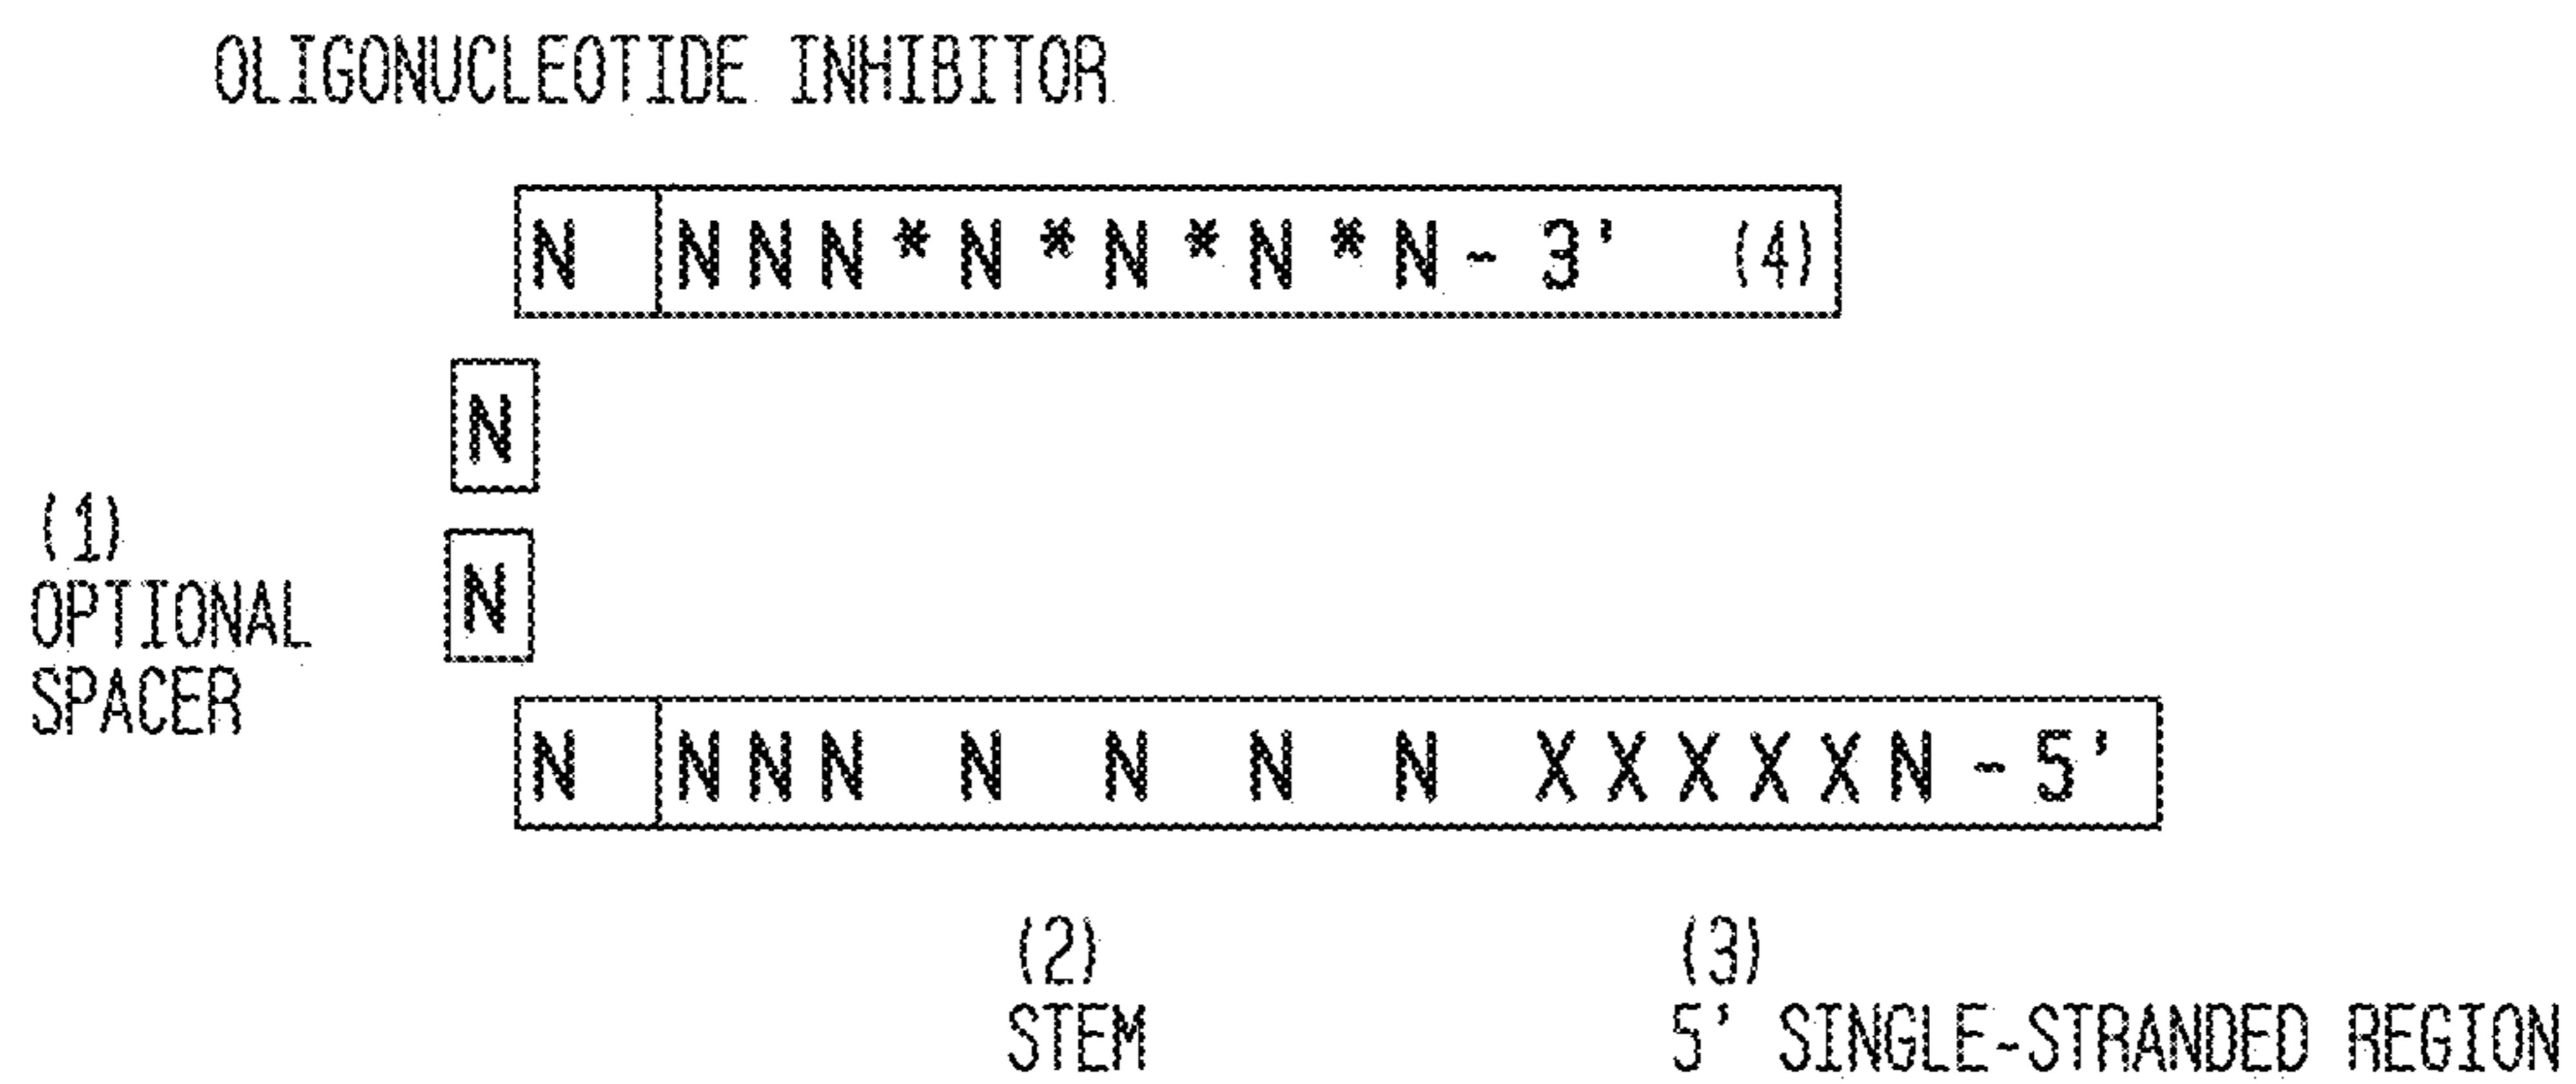 OLIGONUCLEOTIDE INHIBITOR
N NNN*N*N*N*N-3' (4)
N
N
(1)
OPTIONAL
SPACER
N NNN N N N N XXXXXN-5'
(2)
STEM
(3)
5' SINGLE-STRANDED REGION